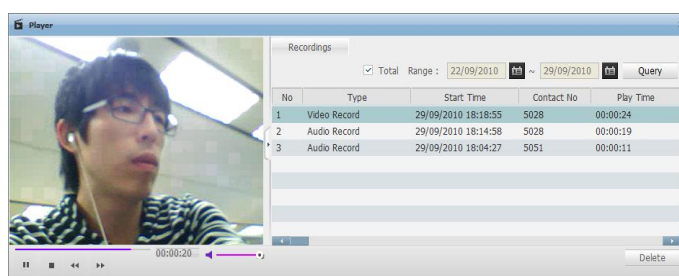 Player
Recordings
Total Range : 22/09/2010 ~ 29/09/2010 Query
No Type Start Time Contact No Play Time
1 Video Record 29/09/2010 18:18:55 5028 00:00:24
2 Audio Record 29/09/2010 18:14:58 5028 00:00:19
3 Audio Record 29/09/2010 18:04:27 5051 00:00:11
00:00:20
Delete